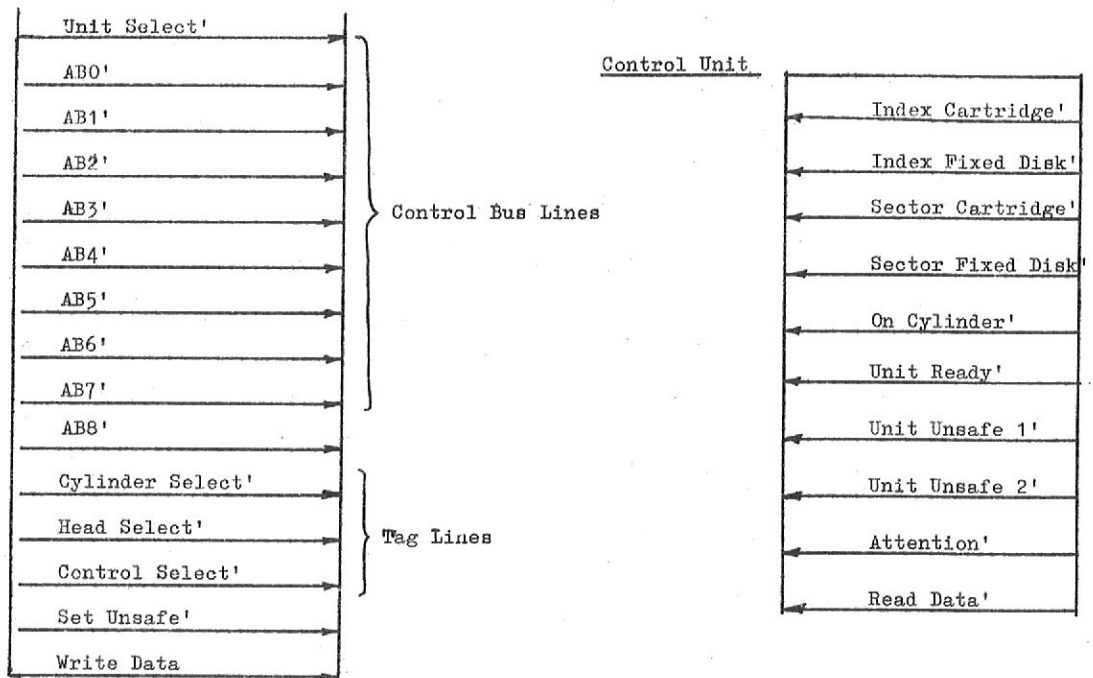 Unit Select'
AB0'
AB1'
AB2'
AB3'
AB4'
AB5'
AB6'
AB7'
AB8'
Cylinder Select'
Head Select'
Control Select'
Set Unsafe'
Write Data
Control Bus Lines
Tag Lines
Control Unit
Index Cartridge'
Index Fixed Disk'
Sector Cartridge'
Sector Fixed Disk'
On Cylinder'
Unit Ready'
Unit Unsafe 1'
Unit Unsafe 2'
Attention'
Read Data'